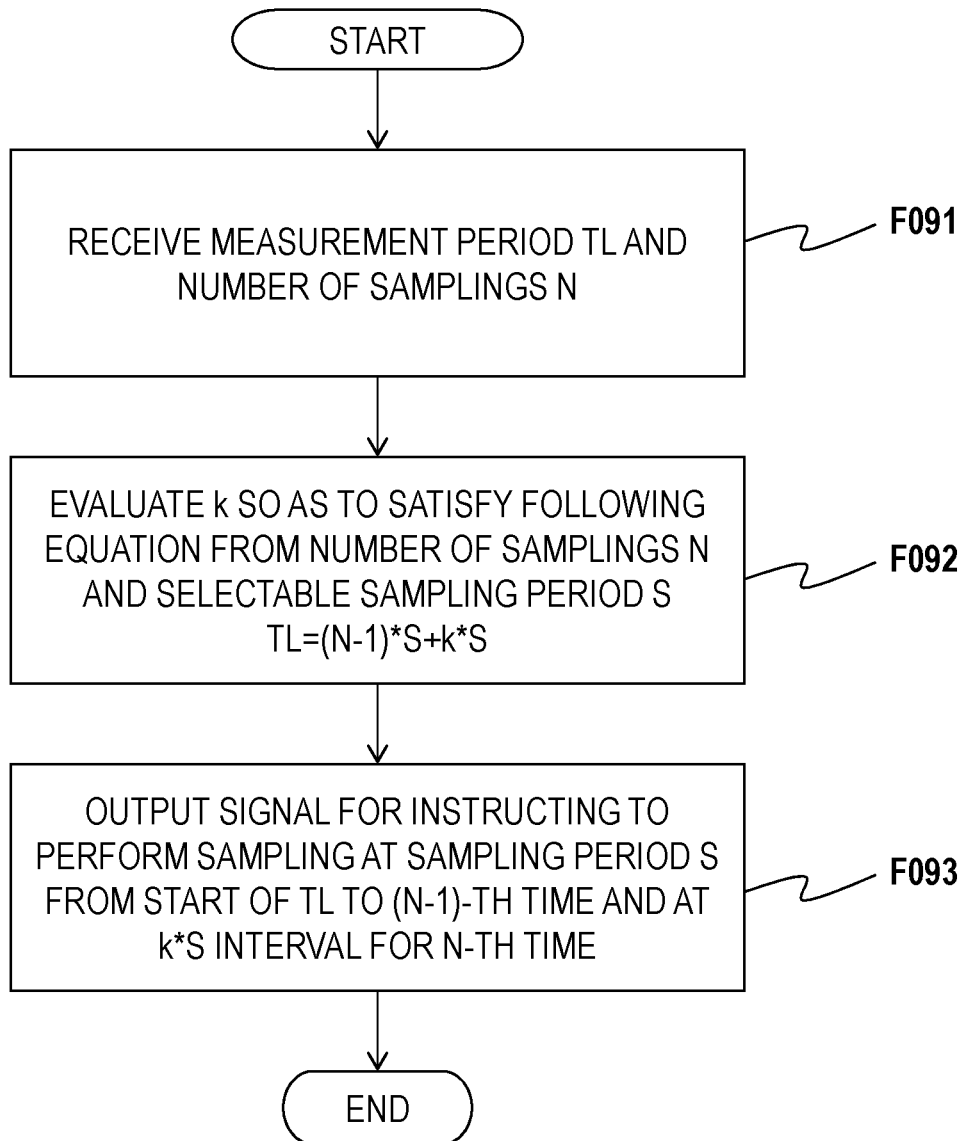 START
RECEIVE MEASUREMENT PERIOD TL AND
NUMBER OF SAMPLINGS N
F091
EVALUATE k SO AS TO SATISFY FOLLOWING
EQUATION FROM NUMBER OF SAMPLINGS N
AND SELECTABLE SAMPLING PERIOD S
TL=(N-1)*S+k*S
F092
OUTPUT SIGNAL FOR INSTRUCTING TO
PERFORM SAMPLING AT SAMPLING PERIOD S
FROM START OF TL TO (N-1)-TH TIME AND AT
k*S INTERVAL FOR N-TH TIME
F093
END